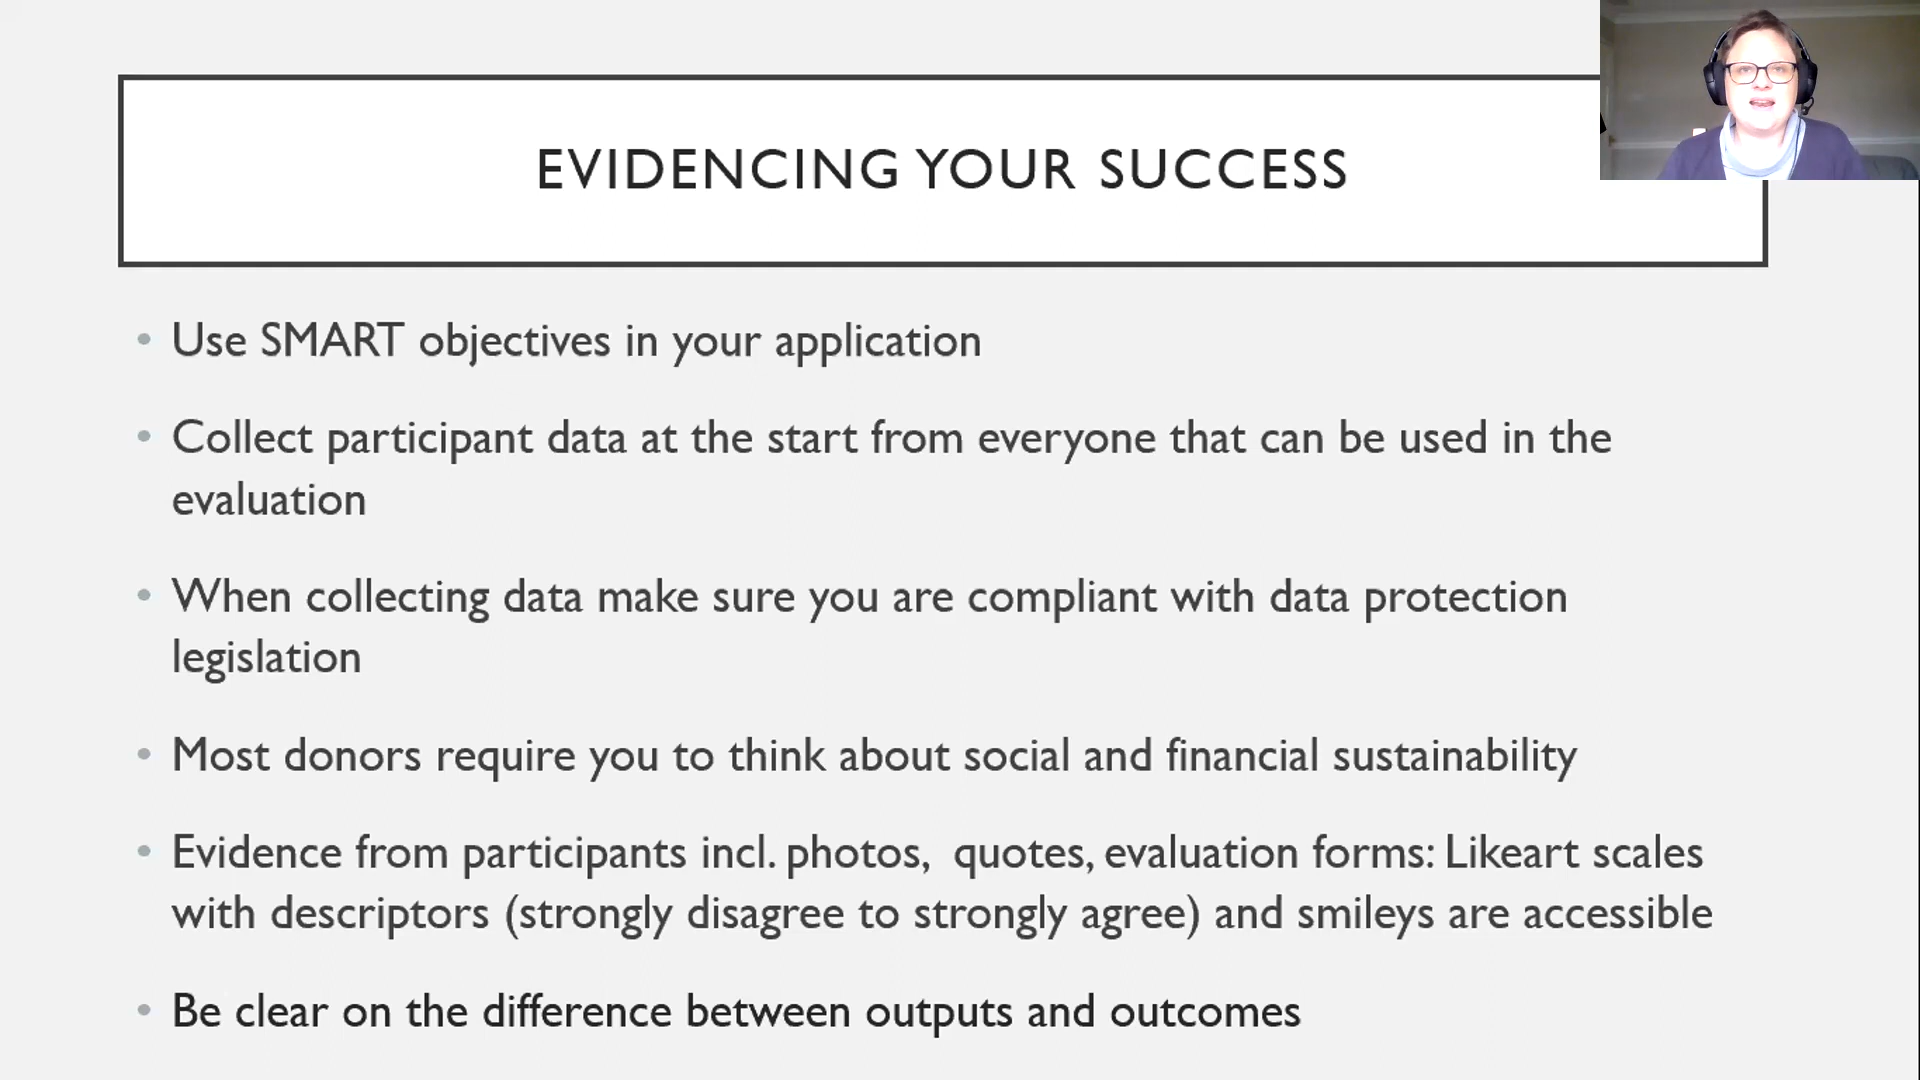 EVIDENCING YOUR SUCCESS
• Use SMART objectives in your application
• Collect participant data at the start from everyone that can be used in the
evaluation
• When collecting data make sure you are compliant with data protection
legislation
• Most donors require you to think about social and financial sustainability
• Evidence from participants incl. photos,  quotes, evaluation forms: Likeart scales
with descriptors (strongly disagree to strongly agree) and smileys are accessible
• Be clear on the difference between outputs and outcomes